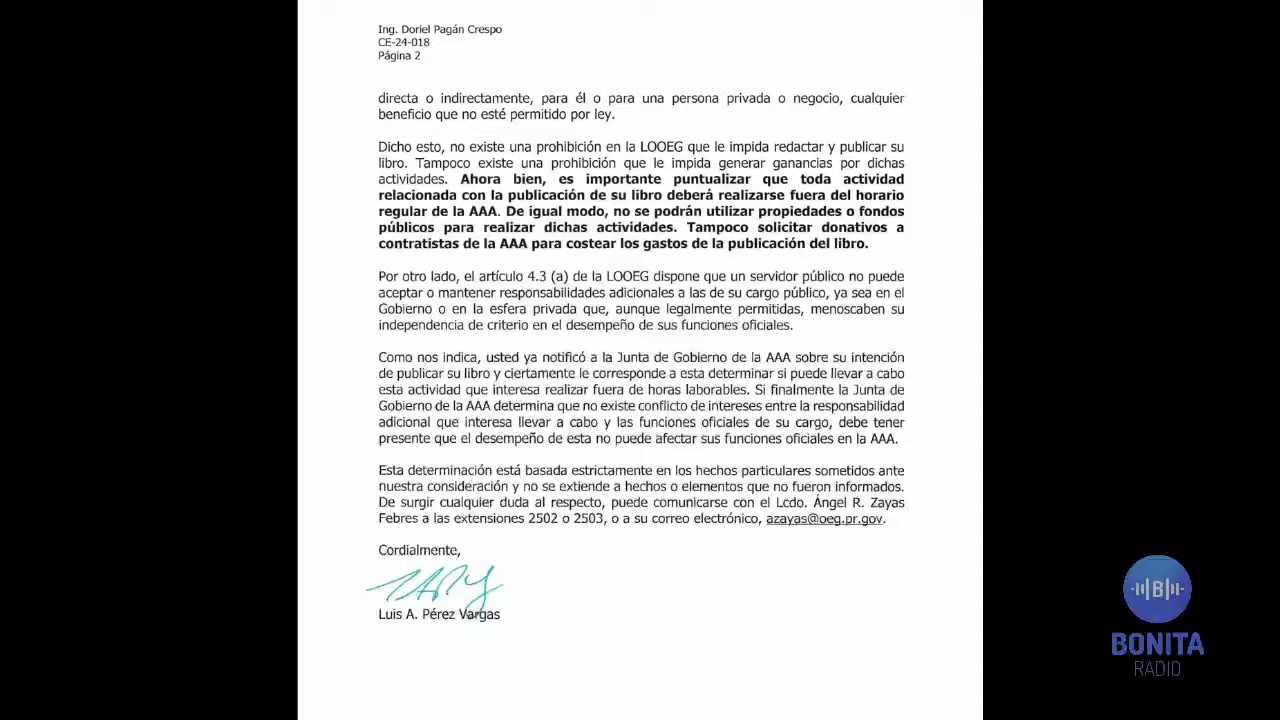 Ing. Doriel Pagán Crespo
CE-24-018
Página 2
directa o indirectamente, para él o para una persona privada o negocio, cualquier
beneficio que no esté permitido por ley.
Dicho esto, no existe una prohibición en la LOOEG que le impida redactar y publicar su
libro. Tampoco existe una prohibición que le impida generar ganancias por dichas
actividades. Ahora bien, es importante puntualizar que toda actividad
relacionada con la publicación de su libro deberá realizarse fuera del horario
regular de la AAA. De igual modo, no se podrán utilizar propiedades o fondos
públicos para realizar dichas actividades. Tampoco solicitar donativos a
contratistas de la AAA para costear los gastos de la publicación del libro.
Por otro lado, el artículo 4.3 (a) de la LOOEG dispone que un servidor público no puede
aceptar o mantener responsabilidades adicionales a las de su cargo público, ya sea en el
Gobierno o en la esfera privada que, aunque legalmente permitidas, menoscaben su
independencia de criterio en el desempeño de sus funciones oficiales.
Como nos indica, usted ya notificó a la Junta de Gobierno de la AAA sobre su intención
de publicar su libro y ciertamente le corresponde a esta determinar si puede llevar a cabo
esta actividad que interesa realizar fuera de horas laborables. Si finalmente la Junta de
Gobierno de la AAA determina que no existe conflicto de intereses entre la responsabilidad
adicional que interesa llevar a cabo y las funciones oficiales de su cargo, debe tener
presente que el desempeño de esta no puede afectar sus funciones oficiales en la AAA.
Esta determinación está basada estrictamente en los hechos particulares sometidos ante
nuestra consideración y no se extiende a hechos o elementos que no fueron informados.
De surgir cualquier duda al respecto, puede comunicarse con el Lcdo. Ángel R. Zayas
Febres a las extensiones 2502 o 2503, o a su correo electrónico, azayas@oeg.pr.gov.
Cordialmente,
Luis A. Pérez Vargas
B
BONITA
RADIO